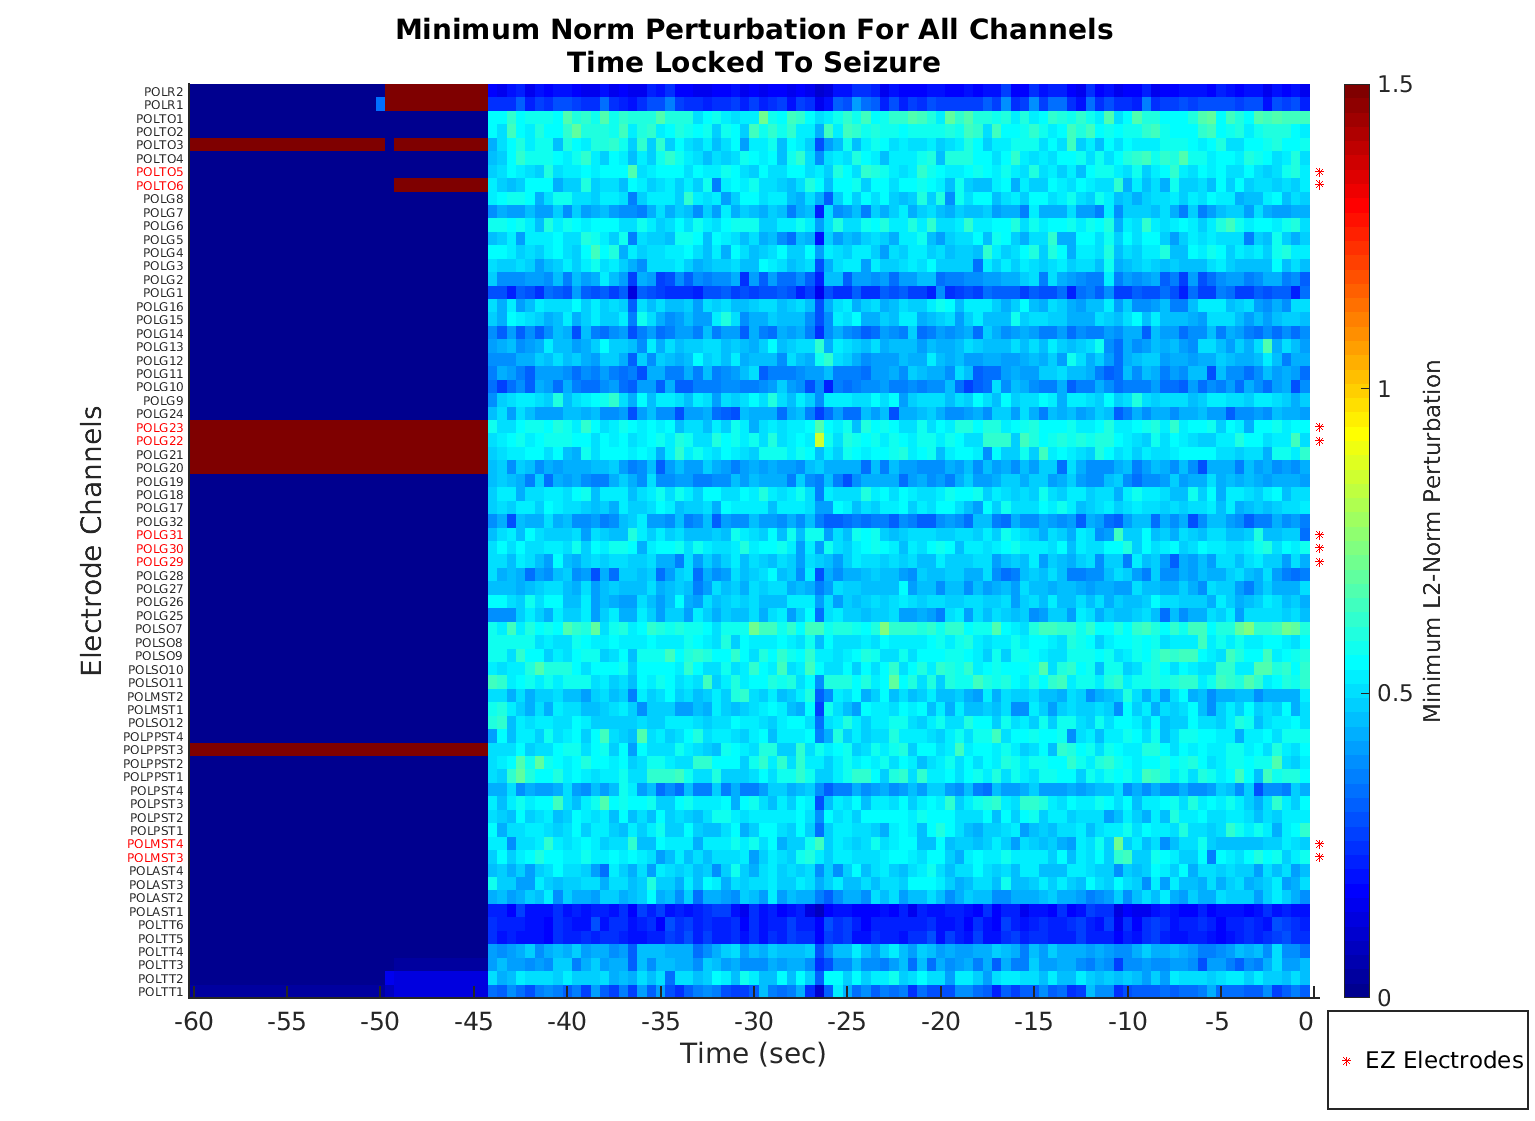 Minimum Norm Perturbation For All Channels
Time Locked To Seizure
Electrode Channels
POLR2
POLR1
POLTO1
POLTO2
POLTO3
POLTO4
POLTO5
POLTO6
POLG8
POLG7
POLG6
POLG5
POLG4
POLG3
POLG2
POLG1
POLG16
POLG15
POLG14
POLG13
POLG12
POLG11
POLG10
POLG9
POLG24
POLG23
POLG22
POLG21
POLG20
POLG19
POLG18
POLG17
POLG32
POLG31
POLG30
POLG29
POLG28
POLG27
POLG26
POLG25
POLSO7
POLSO8
POLSO9
POLSO10
POLSO11
POLMST2
POLMST1
POLSO12
POLPPST4
POLPPST3
POLPPST2
POLPPST1
POLPST4
POLPST3
POLPST2
POLPST1
POLMST4
POLMST3
POLAST4
POLAST3
POLAST2
POLAST1
POLTT6
POLTT5
POLTT4
POLTT3
POLTT2
POLTT1
-60 -55 -50 -45 -40 -35 -30 -25 -20 -15 -10 -5 0
Time (sec)
1.5
1
0.5
0
Minimum L2-Norm Perturbation
EZ Electrodes